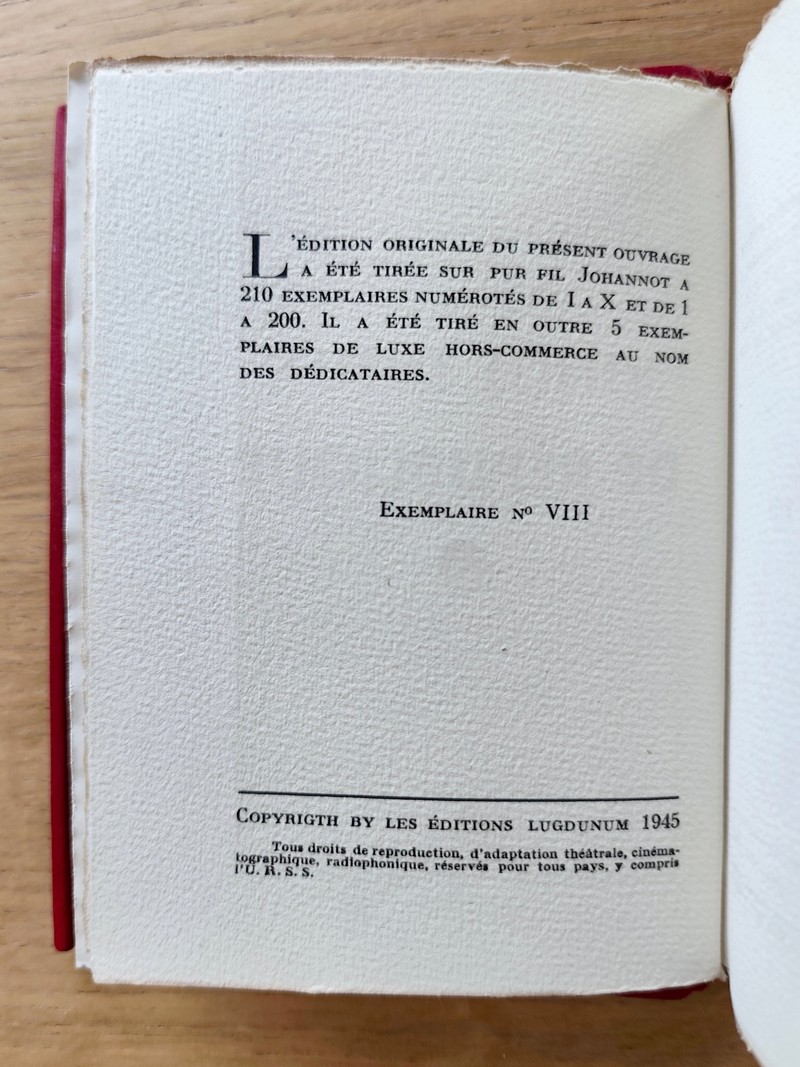 L'ÉDITION ORIGINALE DU PRÉSENT OUVRAGE
A ÉTÉ TIRÉE SUR PUR FIL JOHANNOT A
210 EXEMPLAIRES NUMÉROTÉS DE I A X ET DE 1
A 200. IL A ÉTÉ TIRÉ EN OUTRE 5 EXEM-
PLAIRES DE LUXE HORS-COMMERCE AU NOM
DES DÉDICATAIRES.
EXEMPLAIRE Nº VIII
COPYRIGTH BY LES ÉDITIONS LUGDUNUM 1945
Tous droits de reproduction, d'adaptation théâtrale, cinéma-
tographique, radiophonique, réservés pour tous pays, y compris
l'U. R. S. S.